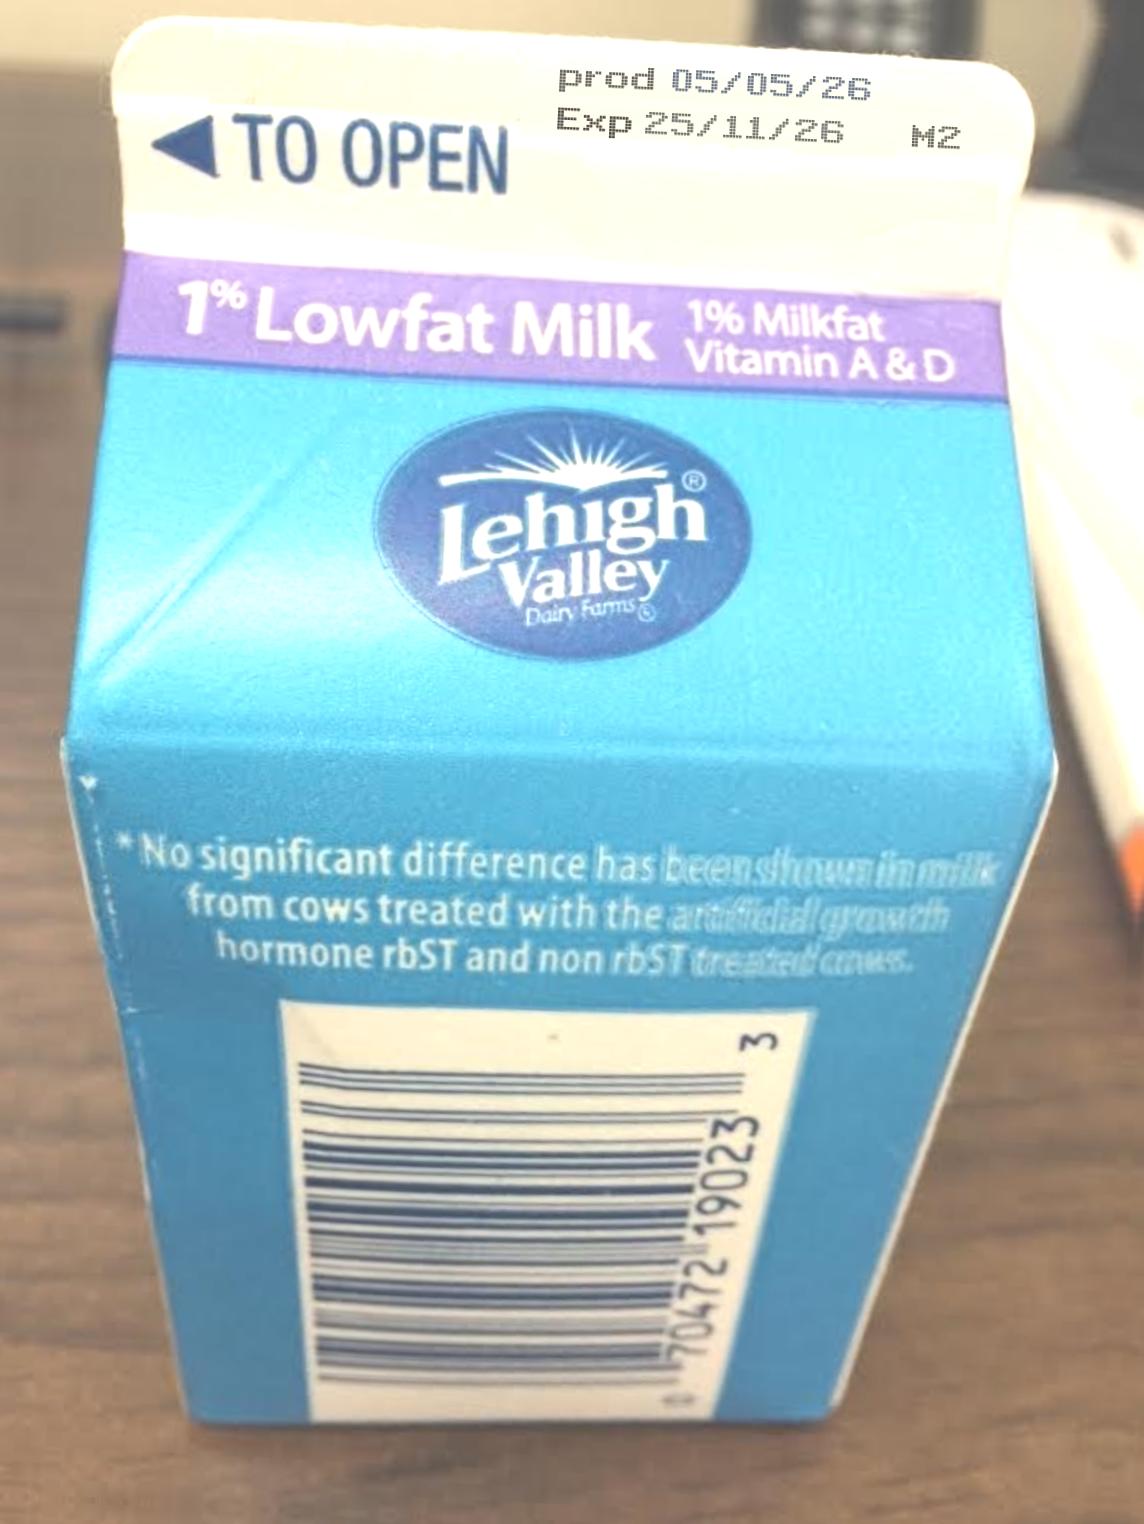 prod 05/05/26
Exp 25/11/26 M2
TO OPEN
1% Lowfat Milk
1% Milkfat
Vitamin A & D
Lehigh®
Valley
Dairy Farms®
*No significant difference has been shown in milk
from cows treated with the artificial growth
hormone rbST and non rbST treated cows.
0 70472 19023 3